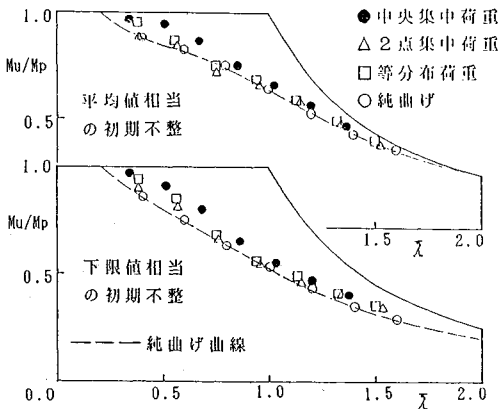 1.0
Mu/Mp
0.5
平均値相当
の初期不整
● 中央集中荷重
△ 2点集中荷重
□ 等分布荷重
○ 純曲げ
1.5 λ̄ 2.0
1.0
Mu/Mp
0.5
下限値相当
の初期不整
純曲げ曲線
0.0
0.0 0.5 1.0 1.5 λ̄ 2.0